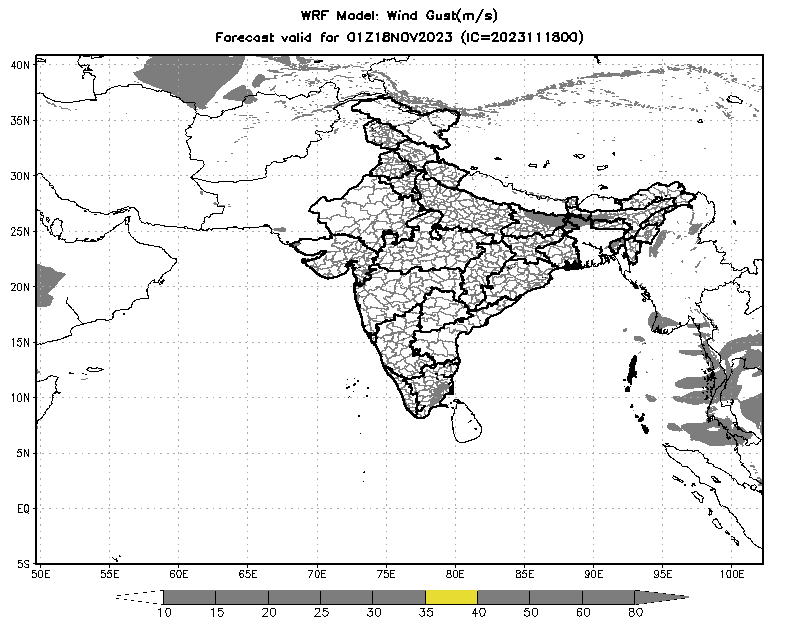 WRF Model: Wind Gust(m/s)
Forecast valid for 01Z18NOV2023 (IC=2023111800)
40N
35N
30N
25N
20N
15N
10N
5N
EQ
5S
50E 55E 60E 65E 70E 75E 80E 85E 90E 95E 100E
10 15 20 25 30 35 40 50 60 80